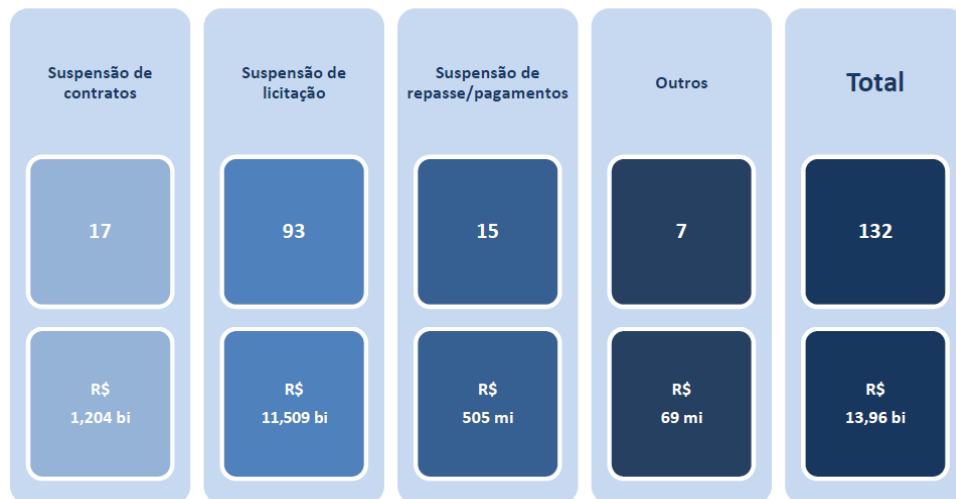 Suspensão de
contratos
Suspensão de
licitação
Suspensão de
repasse/pagamentos
Outros
Total
17
93
15
7
132
R$
1,204 bi
R$
11,509 bi
R$
505 mi
R$
69 mi
R$
13,96 bi